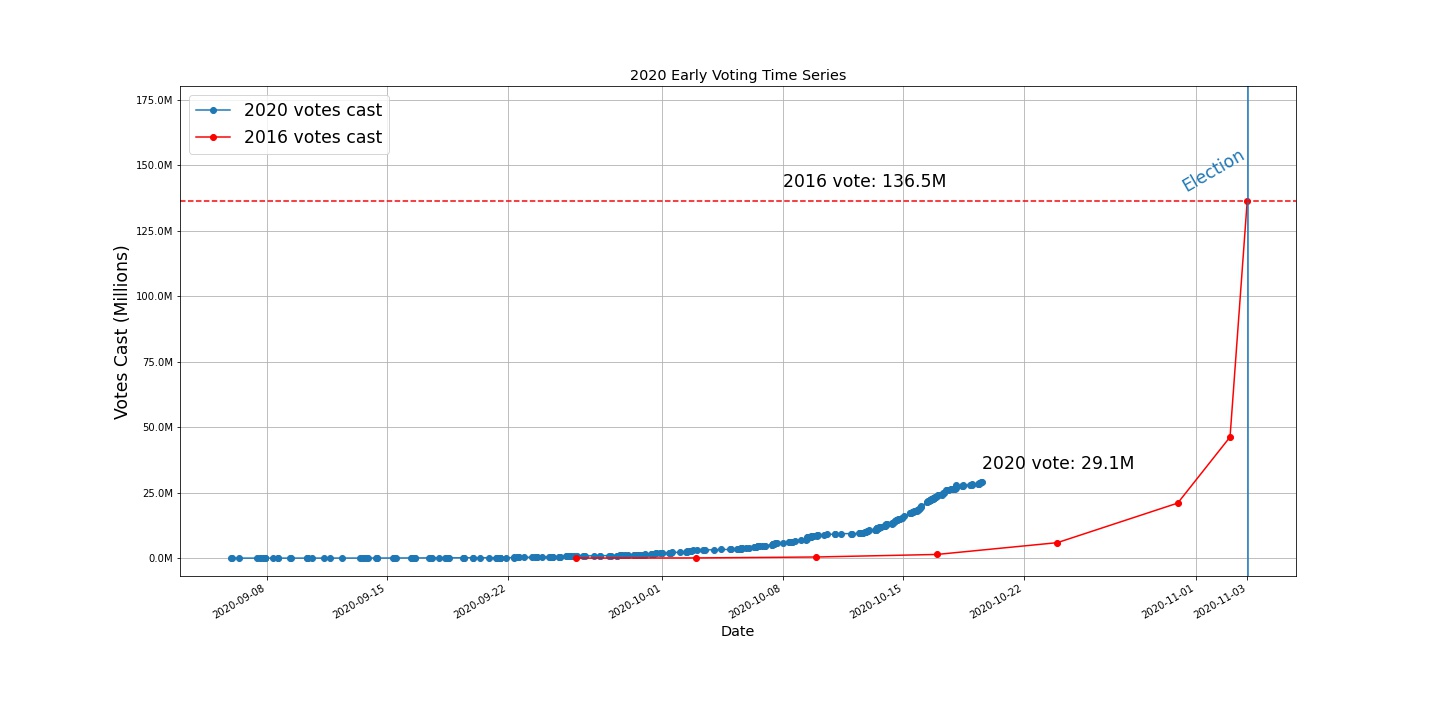 2020 Early Voting Time Series
175.0M
150.0M
125.0M
100.0M
75.0M
50.0M
25.0M
0.0M
Votes Cast (Millions)
2020 votes cast
2016 votes cast
2016 vote: 136.5M
Election
2020 vote: 29.1M
2020-09-08
2020-09-15
2020-09-22
2020-10-01
2020-10-08
2020-10-15
2020-10-22
2020-11-01
2020-11-03
Date